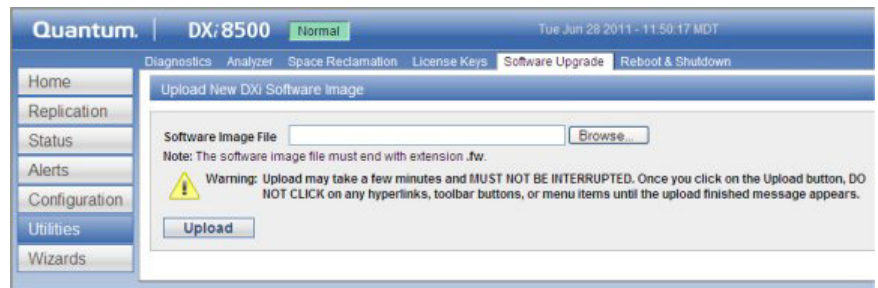 Quantum. DXi8500 Normal Tue Jun 28 2011 - 11:50:17 MDT
Diagnostics Analyzer Space Reclamation License Keys Software Upgrade Reboot & Shutdown
Home
Replication
Status
Alerts
Configuration
Utilities
Wizards
Upload New DXi Software Image
Software Image File Browse...
Note: The software image file must end with extension .fw.
Warning: Upload may take a few minutes and MUST NOT BE INTERRUPTED. Once you click on the Upload button, DO
NOT CLICK on any hyperlinks, toolbar buttons, or menu items until the upload finished message appears.
Upload